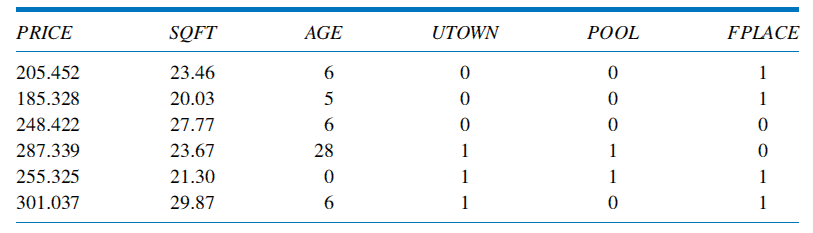 PRICE SQFT AGE UTOWN POOL FPLACE
205.452 23.46 6 0 0 1
185.328 20.03 5 0 0 1
248.422 27.77 6 0 0 0
287.339 23.67 28 1 1 0
255.325 21.30 0 1 1 1
301.037 29.87 6 1 0 1